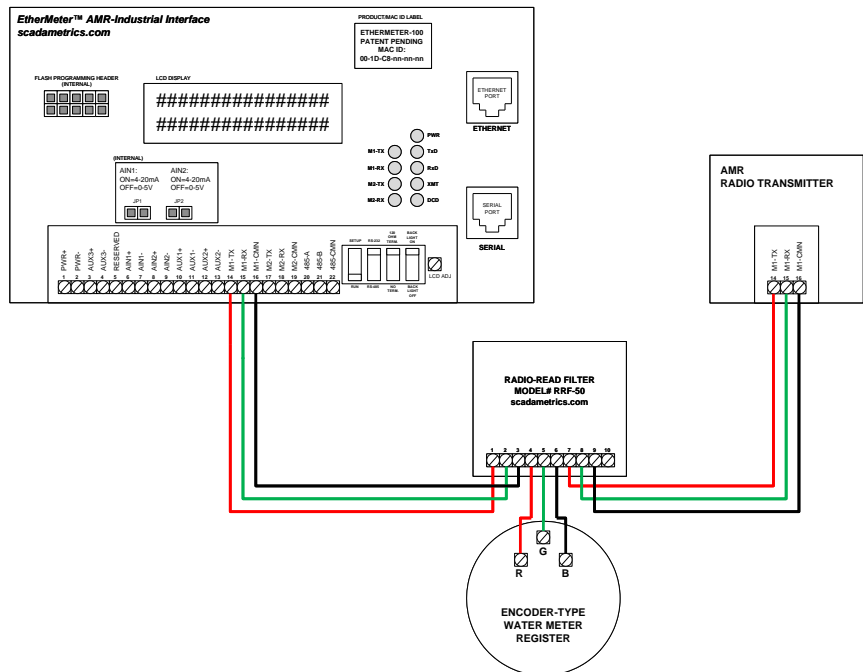 EtherMeter™ AMR-Industrial Interface
scadametrics.com
PRODUCT/MAC ID LABEL
ETHERMETER-100
PATENT PENDING
MAC ID:
00-1D-C8-nn-nn-nn
FLASH PROGRAMMING HEADER
(INTERNAL)
LCD DISPLAY
################
################
ETHERNET
PORT
ETHERNET
PWR
M1-TX TxD
M1-RX RxD
M2-TX XMT
M2-RX DCD
(INTERNAL)
AIN1: AIN2:
ON=4-20mA ON=4-20mA
OFF=0-5V OFF=0-5V
JP1 JP2
SERIAL
PORT
SERIAL
PWR+
PWR-
AUX3+
AUX3-
RESERVED
AIN1+
AIN1-
AIN2+
AIN2-
AUX1+
AUX1-
AUX2+
AUX2-
M1-TX
M1-RX
M1-CMN
M2-TX
M2-RX
M2-CMN
485-A
485-B
485-CMN
1 2 3 4 5 6 7 8 9 10 11 12 13 14 15 16 17 18 19 20 21 22
SETUP
RS-232
120
OHM
TERM.
BACK
LIGHT
ON
RUN
RS-485
NO
TERM.
BACK
LIGHT
OFF
LCD ADJ
AMR
RADIO TRANSMITTER
M1-TX
M1-RX
M1-CMN
14 15 16
RADIO-READ FILTER
MODEL# RRF-50
scadametrics.com
1 2 3 4 5 6 7 8 9 10
G
R B
ENCODER-TYPE
WATER METER
REGISTER